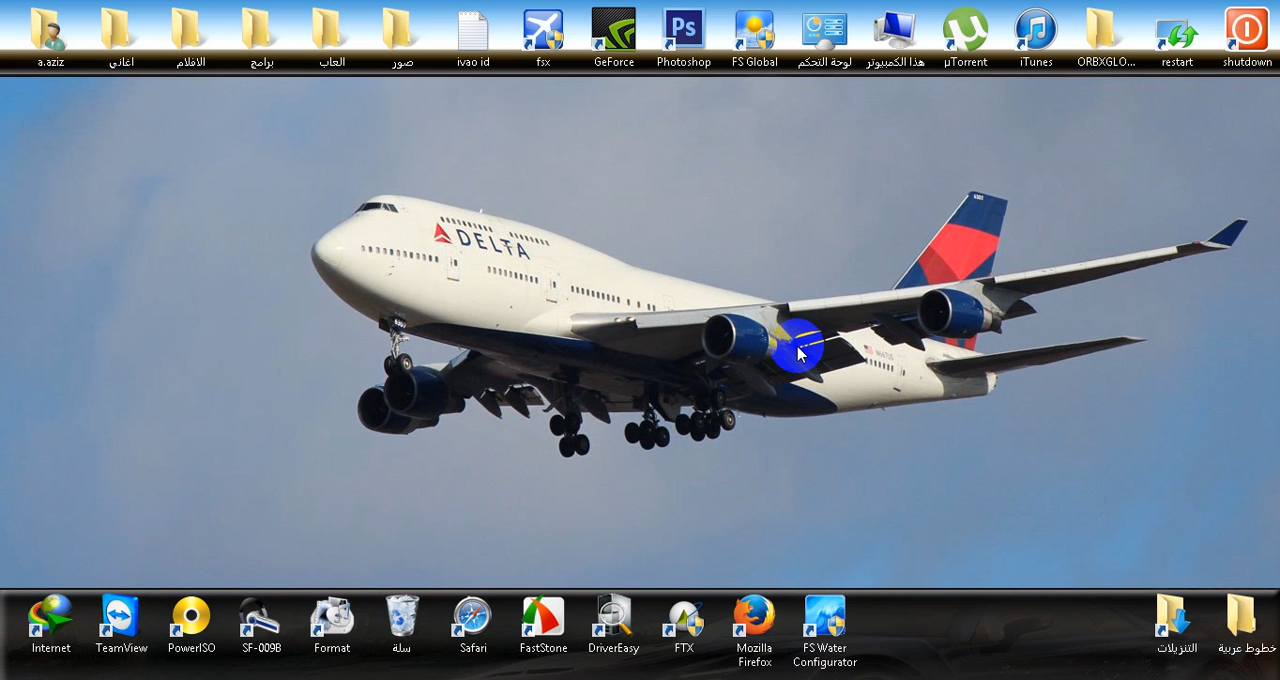 a.aziz
اغاني
الافلام
برامج
العاب
صور
ivao id
fsx
GeForce
Ps
Photoshop
FS Global
لوحة التحكم
هذا الكمبيوتر
µTorrent
iTunes
ORBXGLO...
restart
shutdown
DELTA
Internet
TeamViewer
PowerISO
SF-009B
Format
سلة
Safari
FastStone
DriverEasy
FTX
Mozilla
Firefox
FS Water
Configurator
التنزيلات
خطوط عربية